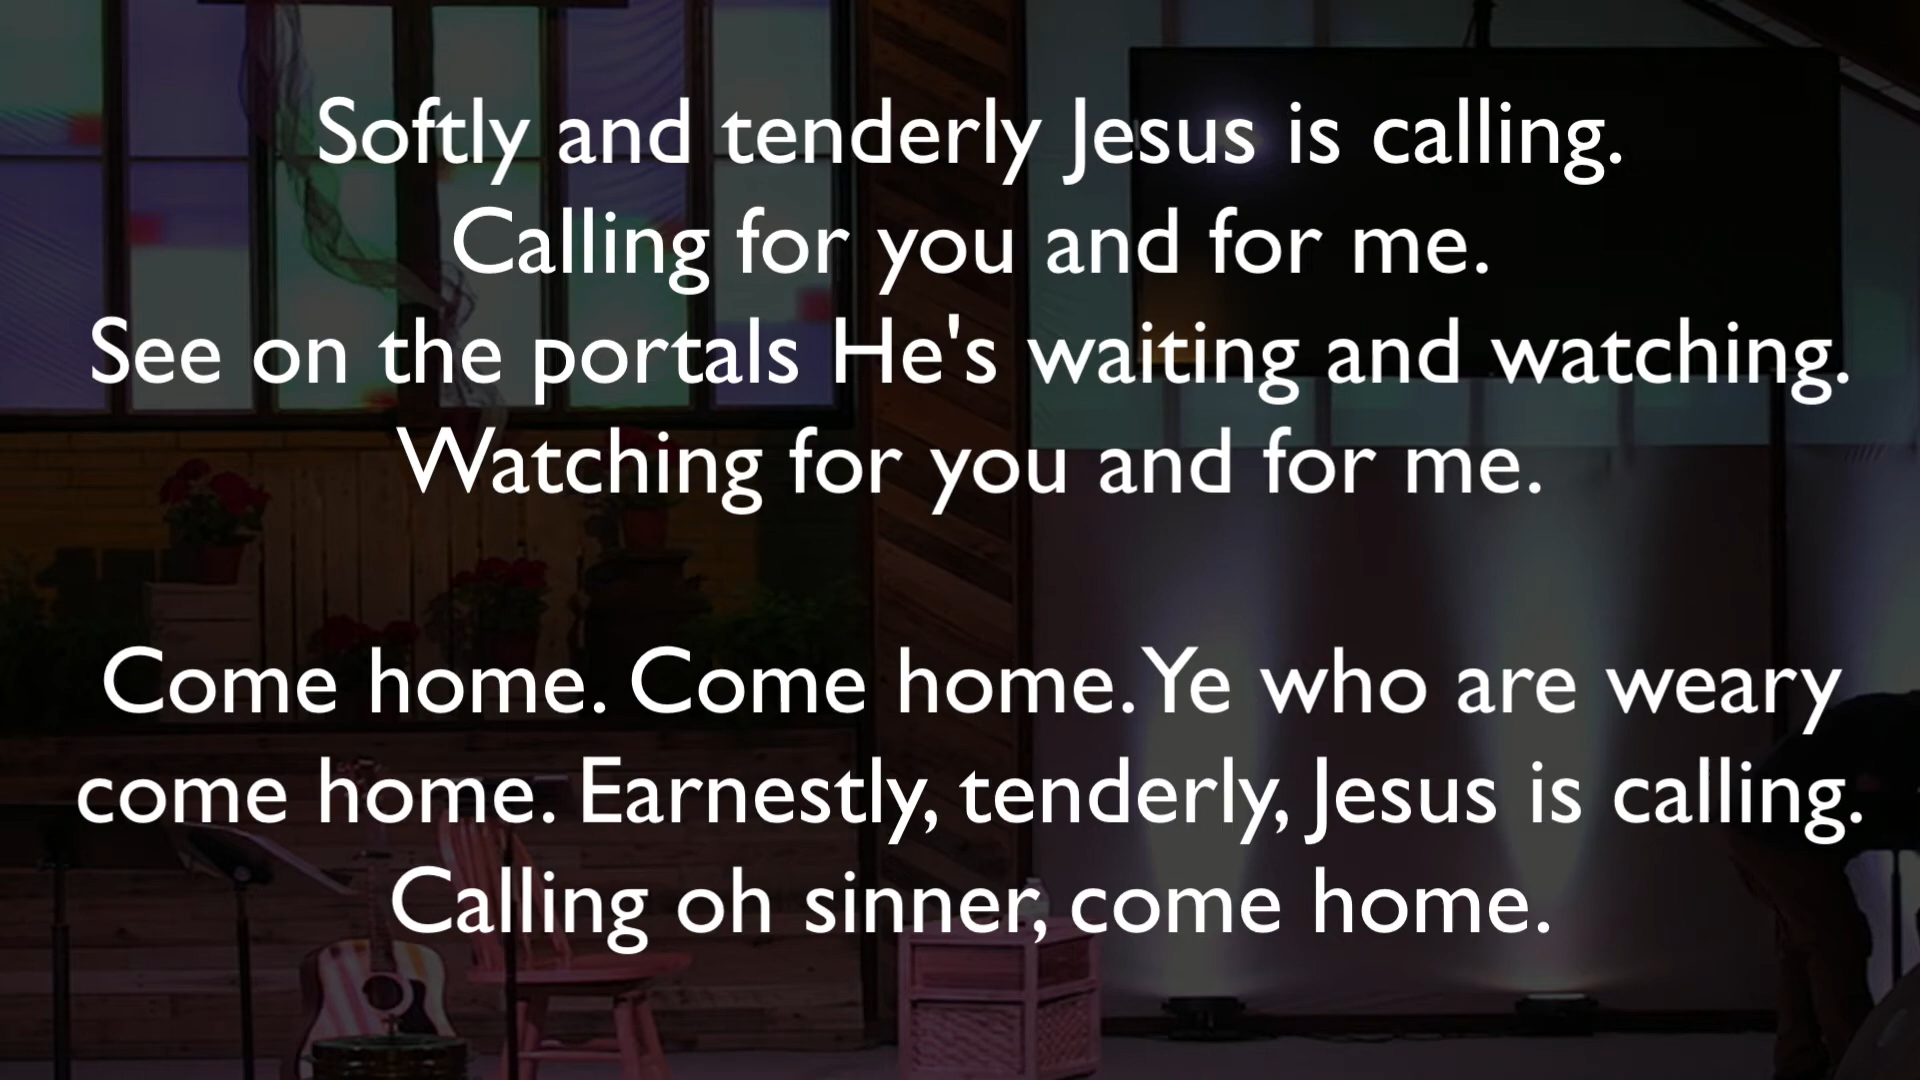 Softly and tenderly Jesus is calling.
Calling for you and for me.
See on the portals He's waiting and watching.
Watching for you and for me.
Come home. Come home. Ye who are weary
come home. Earnestly, tenderly, Jesus is calling.
Calling oh sinner, come home.